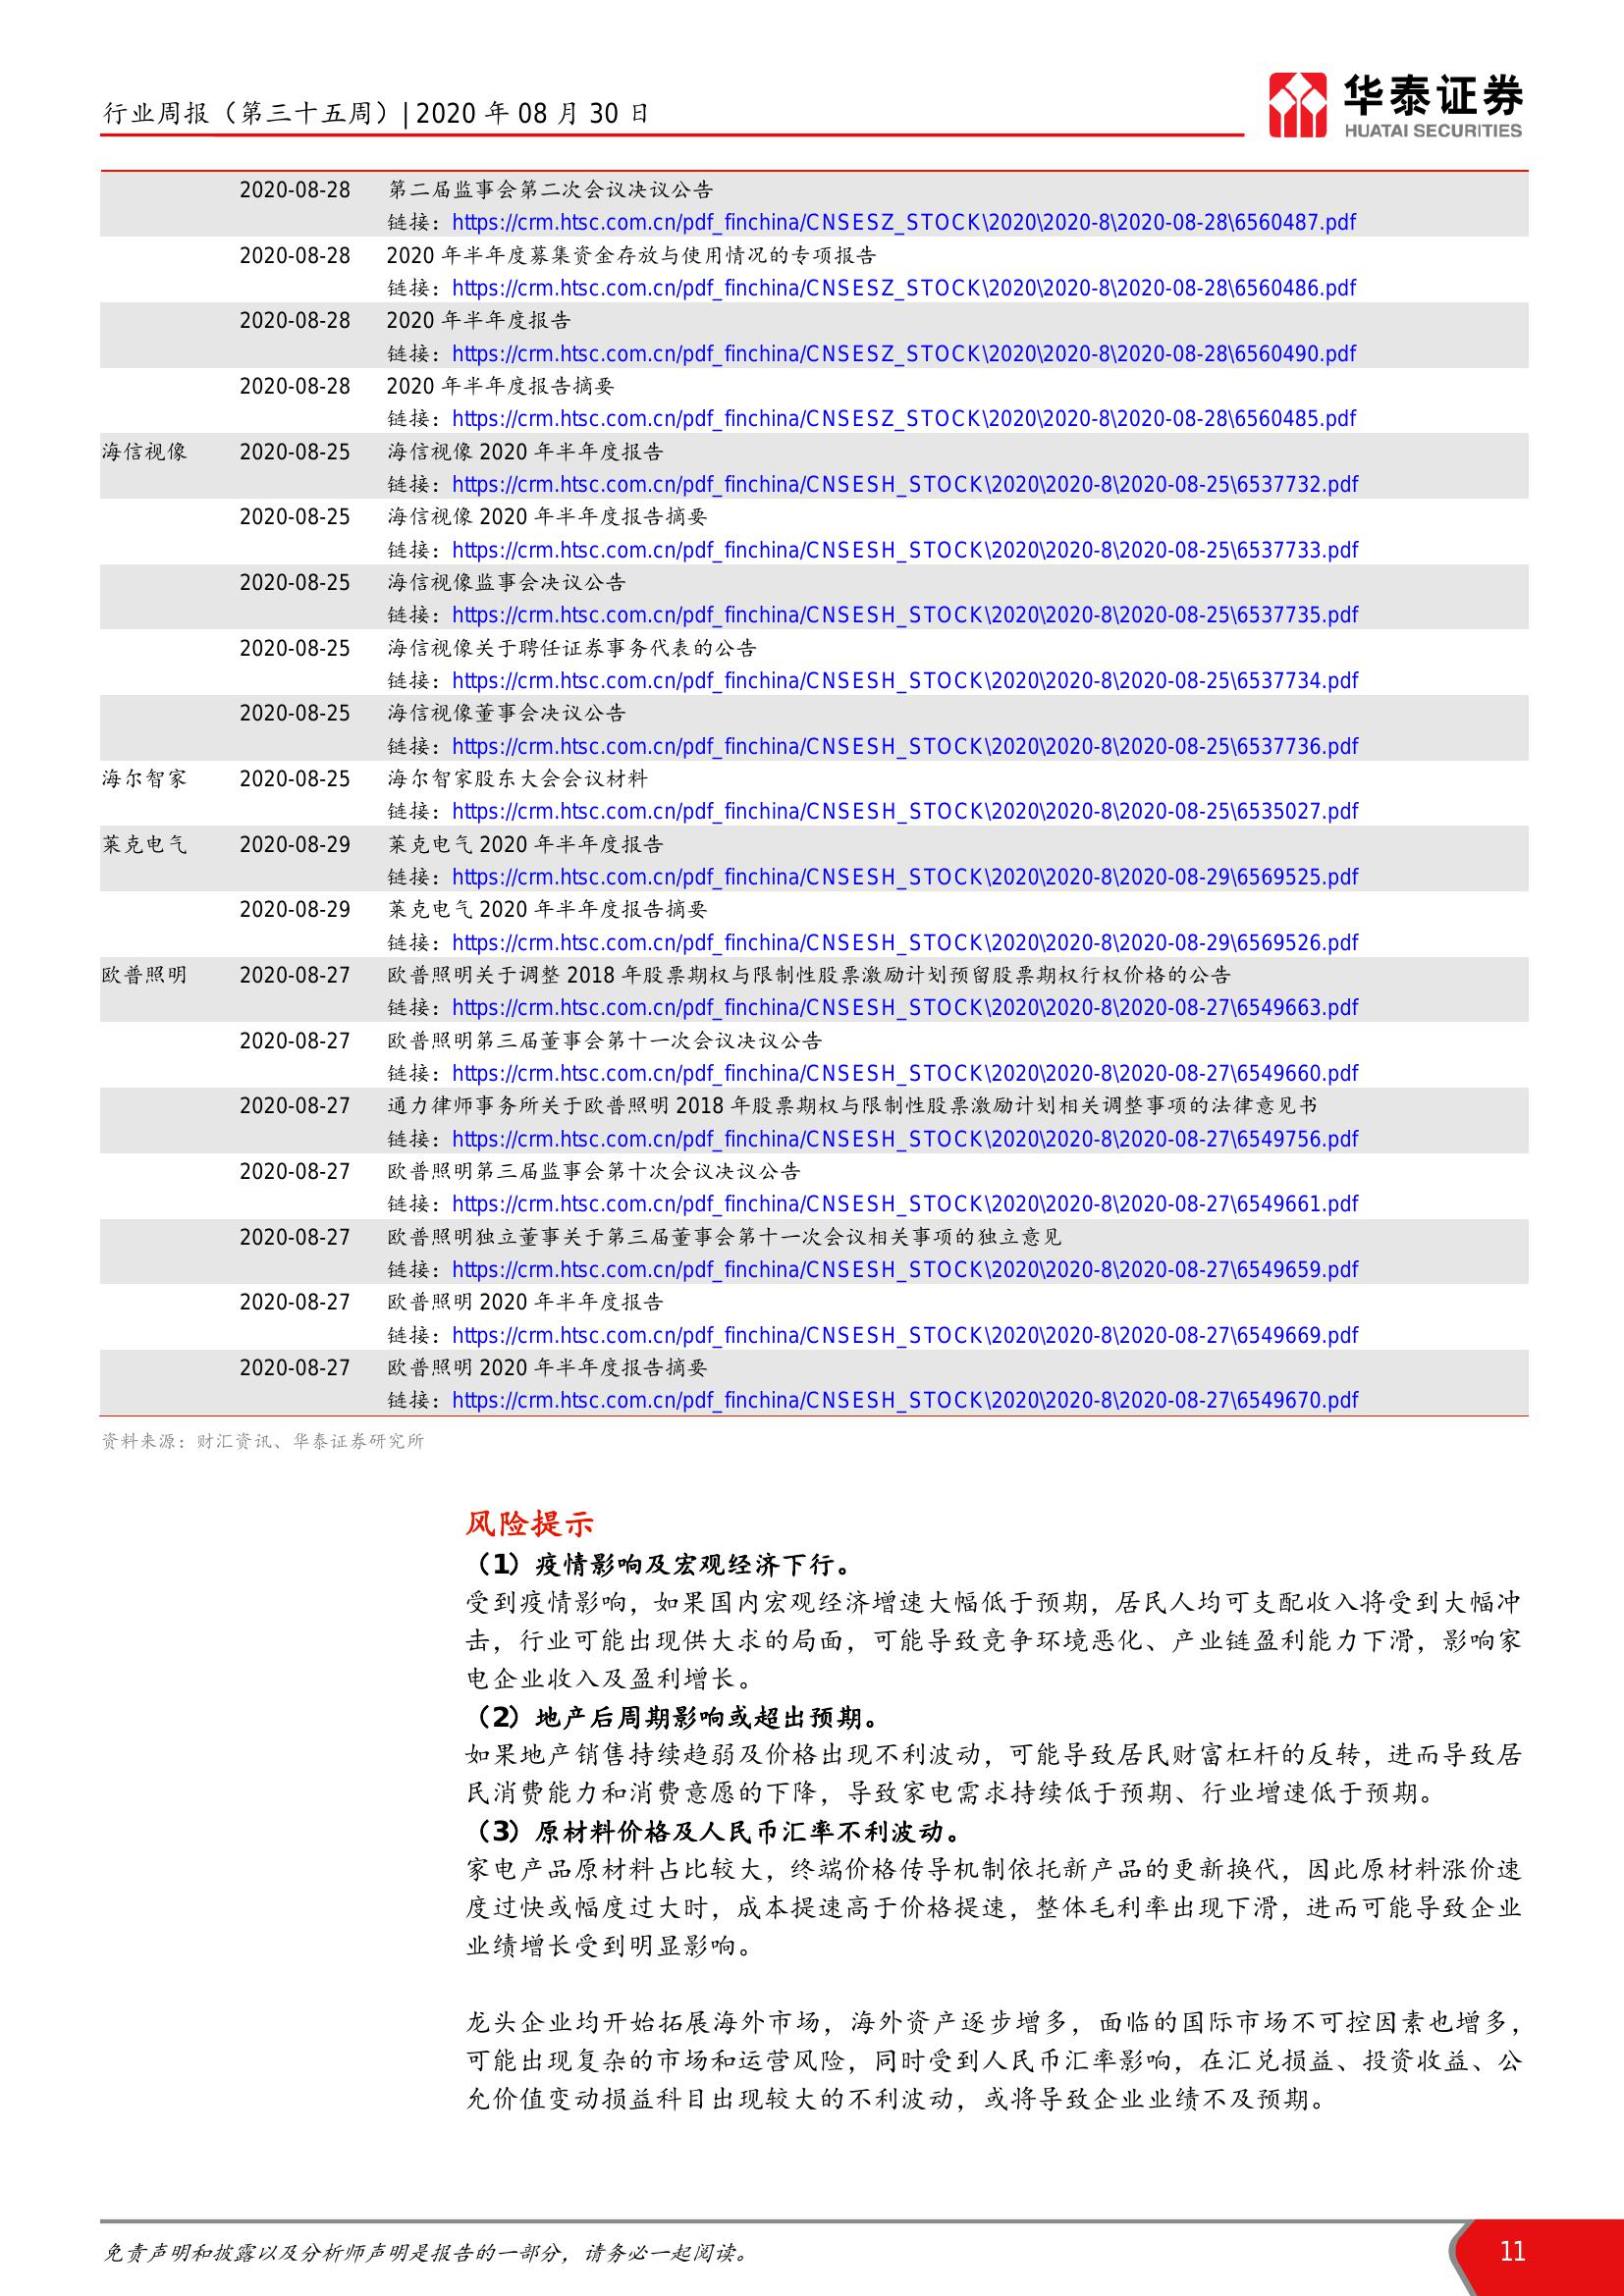 行业周报（第三十五周）| 2020 年 08 月 30 日
华泰证券
HUATAI SECURITIES
2020-08-28 第二届监事会第二次会议决议公告
链接：https://crm.htsc.com.cn/pdf_finchina/CNSESZ_STOCK\2020\2020-8\2020-08-28\6560487.pdf
2020-08-28 2020 年半年度募集资金存放与使用情况的专项报告
链接：https://crm.htsc.com.cn/pdf_finchina/CNSESZ_STOCK\2020\2020-8\2020-08-28\6560486.pdf
2020-08-28 2020 年半年度报告
链接：https://crm.htsc.com.cn/pdf_finchina/CNSESZ_STOCK\2020\2020-8\2020-08-28\6560490.pdf
2020-08-28 2020 年半年度报告摘要
链接：https://crm.htsc.com.cn/pdf_finchina/CNSESZ_STOCK\2020\2020-8\2020-08-28\6560485.pdf
海信视像 2020-08-25 海信视像 2020 年半年度报告
链接：https://crm.htsc.com.cn/pdf_finchina/CNSESH_STOCK\2020\2020-8\2020-08-25\6537732.pdf
2020-08-25 海信视像 2020 年半年度报告摘要
链接：https://crm.htsc.com.cn/pdf_finchina/CNSESH_STOCK\2020\2020-8\2020-08-25\6537733.pdf
2020-08-25 海信视像监事会决议公告
链接：https://crm.htsc.com.cn/pdf_finchina/CNSESH_STOCK\2020\2020-8\2020-08-25\6537735.pdf
2020-08-25 海信视像关于聘任证券事务代表的公告
链接：https://crm.htsc.com.cn/pdf_finchina/CNSESH_STOCK\2020\2020-8\2020-08-25\6537734.pdf
2020-08-25 海信视像董事会决议公告
链接：https://crm.htsc.com.cn/pdf_finchina/CNSESH_STOCK\2020\2020-8\2020-08-25\6537736.pdf
海尔智家 2020-08-25 海尔智家股东大会会议材料
链接：https://crm.htsc.com.cn/pdf_finchina/CNSESH_STOCK\2020\2020-8\2020-08-25\6535027.pdf
莱克电气 2020-08-29 莱克电气 2020 年半年度报告
链接：https://crm.htsc.com.cn/pdf_finchina/CNSESH_STOCK\2020\2020-8\2020-08-29\6569525.pdf
2020-08-29 莱克电气 2020 年半年度报告摘要
链接：https://crm.htsc.com.cn/pdf_finchina/CNSESH_STOCK\2020\2020-8\2020-08-29\6569526.pdf
欧普照明 2020-08-27 欧普照明关于调整 2018 年股票期权与限制性股票激励计划预留股票期权行权价格的公告
链接：https://crm.htsc.com.cn/pdf_finchina/CNSESH_STOCK\2020\2020-8\2020-08-27\6549663.pdf
2020-08-27 欧普照明第三届董事会第十一次会议决议公告
链接：https://crm.htsc.com.cn/pdf_finchina/CNSESH_STOCK\2020\2020-8\2020-08-27\6549660.pdf
2020-08-27 通力律师事务所关于欧普照明 2018 年股票期权与限制性股票激励计划相关调整事项的法律意见书
链接：https://crm.htsc.com.cn/pdf_finchina/CNSESH_STOCK\2020\2020-8\2020-08-27\6549756.pdf
2020-08-27 欧普照明第三届监事会第十次会议决议公告
链接：https://crm.htsc.com.cn/pdf_finchina/CNSESH_STOCK\2020\2020-8\2020-08-27\6549661.pdf
2020-08-27 欧普照明独立董事关于第三届董事会第十一次会议相关事项的独立意见
链接：https://crm.htsc.com.cn/pdf_finchina/CNSESH_STOCK\2020\2020-8\2020-08-27\6549659.pdf
2020-08-27 欧普照明 2020 年半年度报告
链接：https://crm.htsc.com.cn/pdf_finchina/CNSESH_STOCK\2020\2020-8\2020-08-27\6549669.pdf
2020-08-27 欧普照明 2020 年半年度报告摘要
链接：https://crm.htsc.com.cn/pdf_finchina/CNSESH_STOCK\2020\2020-8\2020-08-27\6549670.pdf
资料来源：财汇资讯、华泰证券研究所
风险提示
（1）疫情影响及宏观经济下行。
受到疫情影响，如果国内宏观经济增速大幅低于预期，居民人均可支配收入将受到大幅冲
击，行业可能出现供大求的局面，可能导致竞争环境恶化、产业链盈利能力下滑，影响家
电企业收入及盈利增长。
（2）地产后周期影响或超出预期。
如果地产销售持续趋弱及价格出现不利波动，可能导致居民财富杠杆的反转，进而导致居
民消费能力和消费意愿的下降，导致家电需求持续低于预期、行业增速低于预期。
（3）原材料价格及人民币汇率不利波动。
家电产品原材料占比较大，终端价格传导机制依托新产品的更新换代，因此原材料涨价速
度过快或幅度过大时，成本提速高于价格提速，整体毛利率出现下滑，进而可能导致企业
业绩增长受到明显影响。
龙头企业均开始拓展海外市场，海外资产逐步增多，面临的国际市场不可控因素也增多，
可能出现复杂的市场和运营风险，同时受到人民币汇率影响，在汇兑损益、投资收益、公
允价值变动损益科目出现较大的不利波动，或将导致企业业绩不及预期。
免责声明和披露以及分析师声明是报告的一部分，请务必一起阅读。
11